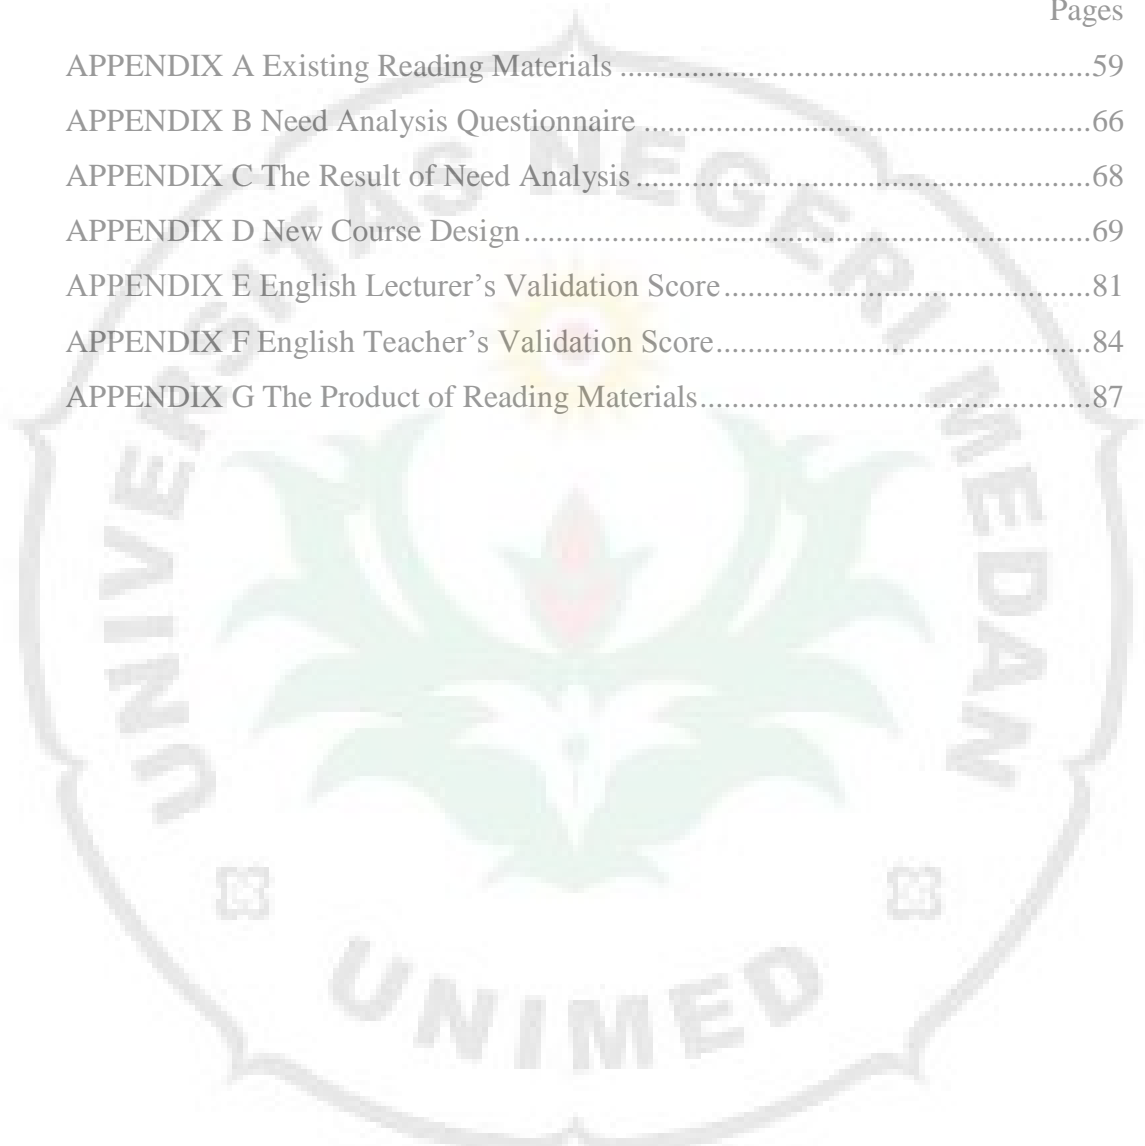 Pages
APPENDIX A Existing Reading Materials ..........................................................59
APPENDIX B Need Analysis Questionnaire .......................................................66
APPENDIX C The Result of Need Analysis ........................................................68
APPENDIX D New Course Design ......................................................................69
APPENDIX E English Lecturer’s Validation Score..............................................81
APPENDIX F English Teacher’s Validation Score...............................................84
APPENDIX G The Product of Reading Materials.................................................87
UNIVERSITAS NEGERI MEDAN
UNIMED